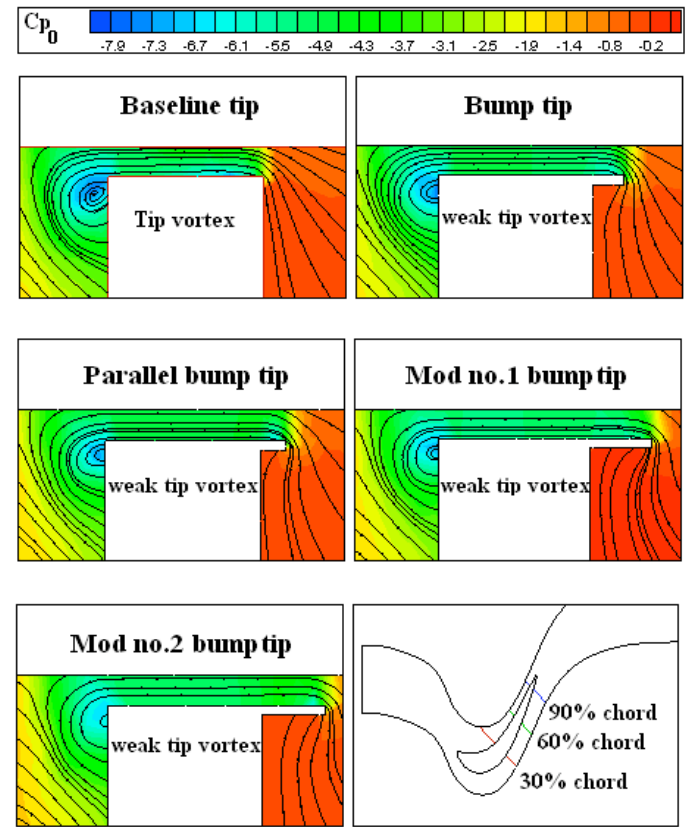 Cp0
-7.9 -7.3 -6.7 -6.1 -5.5 -4.9 -4.3 -3.7 -3.1 -2.5 -1.9 -1.4 -0.8 -0.2
Baseline tip
Bump tip
Tip vortex
weak tip vortex
Parallel bump tip
Mod no.1 bump tip
weak tip vortex
weak tip vortex
Mod no.2 bump tip
weak tip vortex
90% chord
60% chord
30% chord